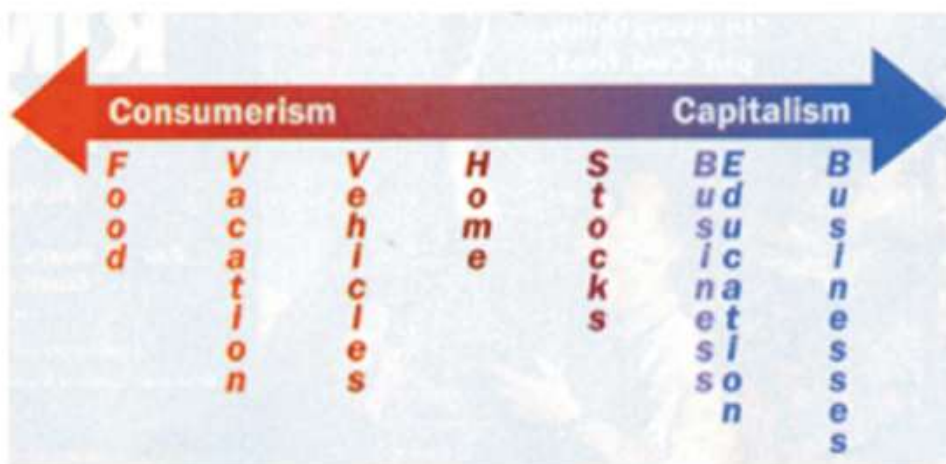 Consumerism Capitalism
Food
Vacation
Vehicles
Home
Stocks
Business
Education
Businesses